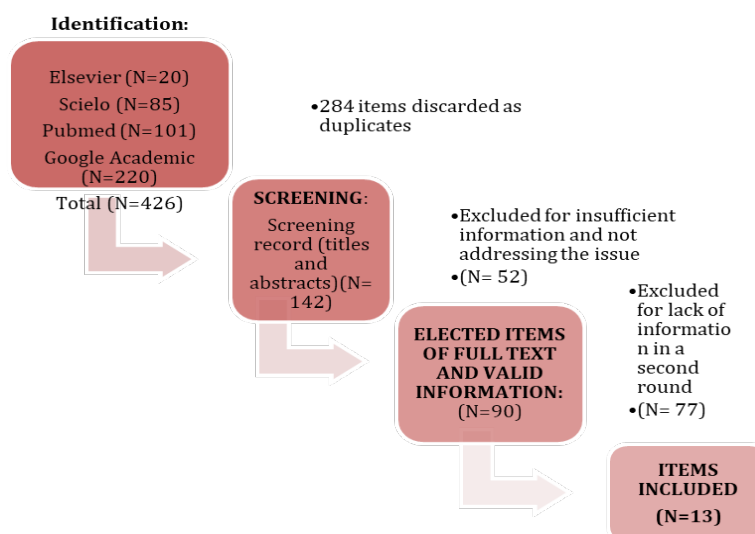 Identification:
Elsevier (N=20)
Scielo (N=85)
Pubmed (N=101)
Google Academic
(N=220)
Total (N=426)
•284 items discarded as
duplicates
SCREENING:
Screening
record (titles
and
abstracts)(N=
142)
•Excluded for insufficient
information and not
addressing the issue
•(N= 52)
ELECTED ITEMS
OF FULL TEXT
AND VALID
INFORMATION:
(N=90)
•Excluded
for lack of
informatio
n in a
second
round
•(N= 77)
ITEMS
INCLUDED
(N=13)